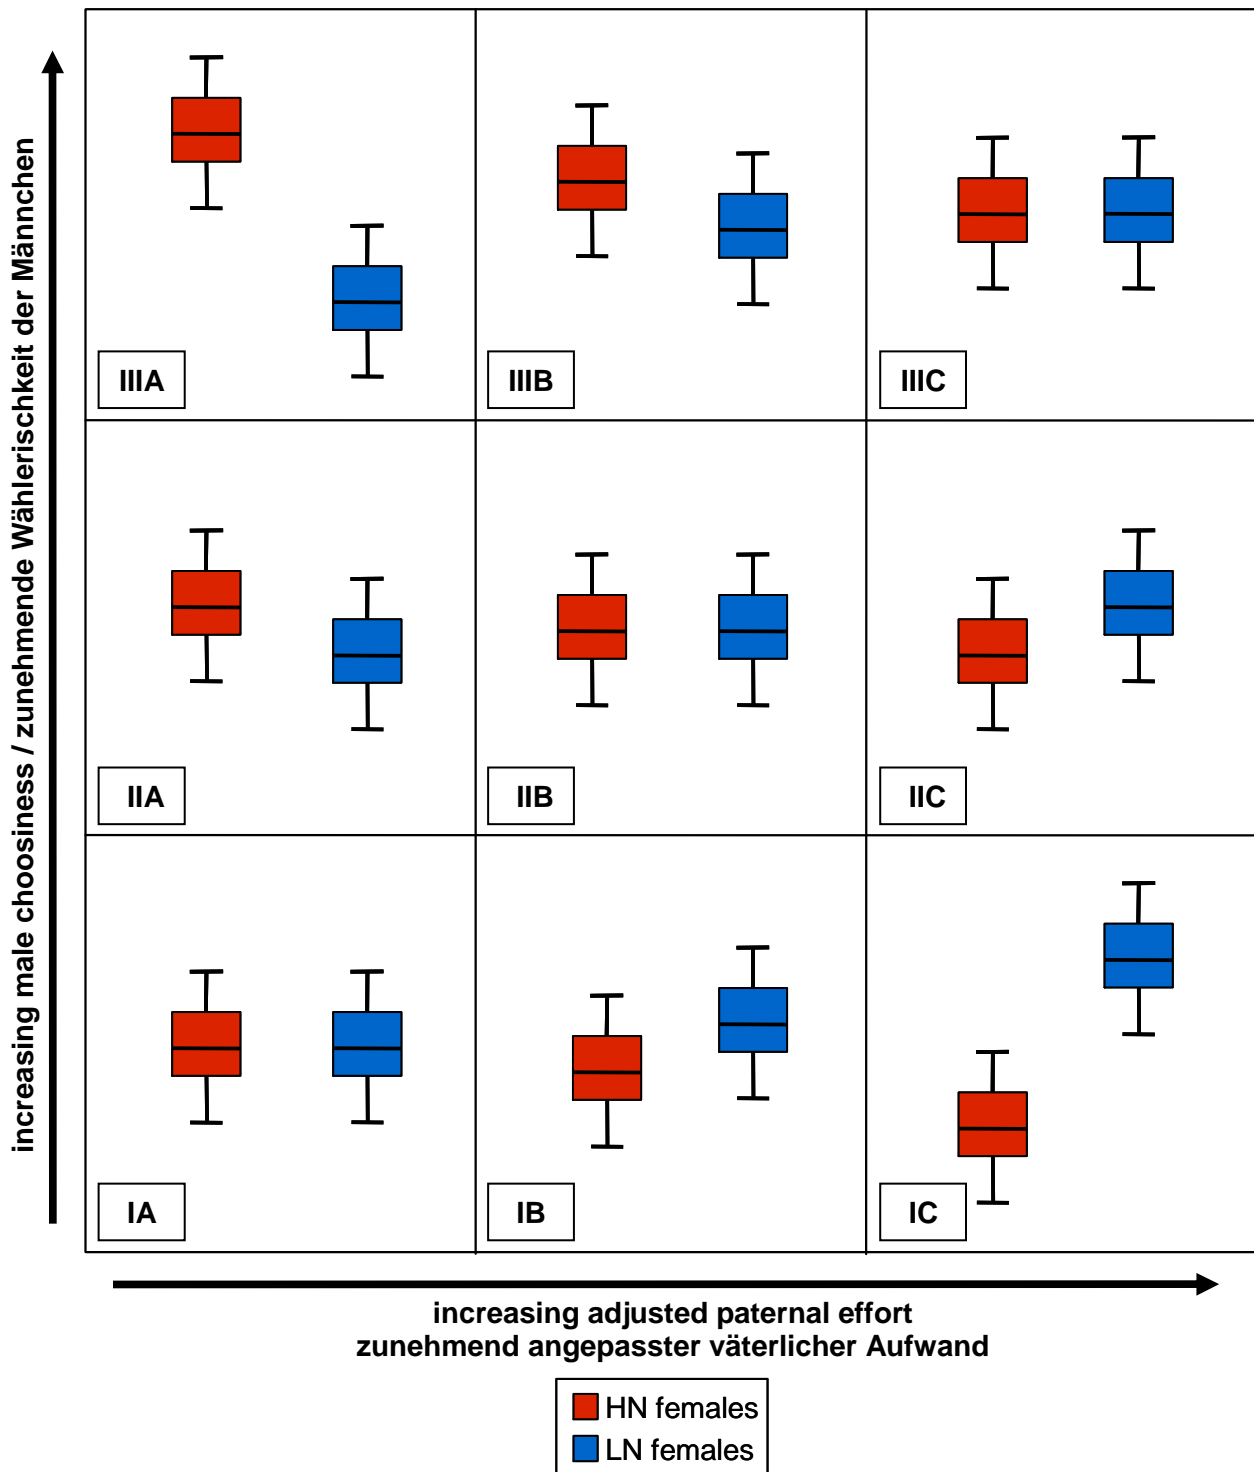 increasing male choosiness / zunehmende Wählerischkeit der Männchen
IIIA
IIIB
IIIC
IIA
IIB
IIC
IA
IB
IC
increasing adjusted paternal effort
zunehmend angepasster väterlicher Aufwand
HN females
LN females